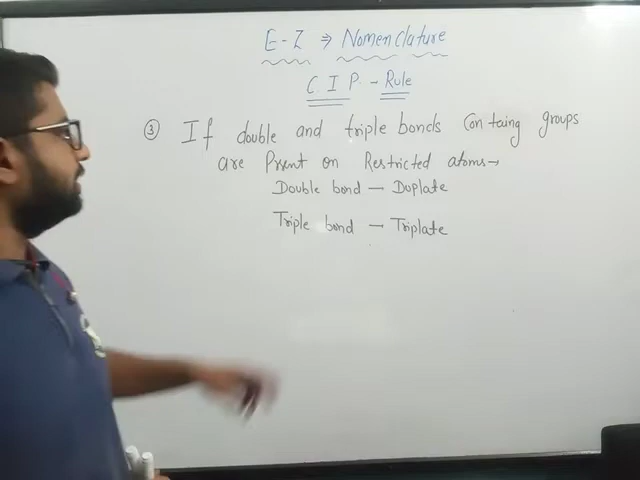 E-Z ⇒ Nomenclature
C I P - Rule
③ If double and triple bonds Containg groups
are Prsent on Restricted atoms→
Double bond — Duplate
Triple bond — Triplate